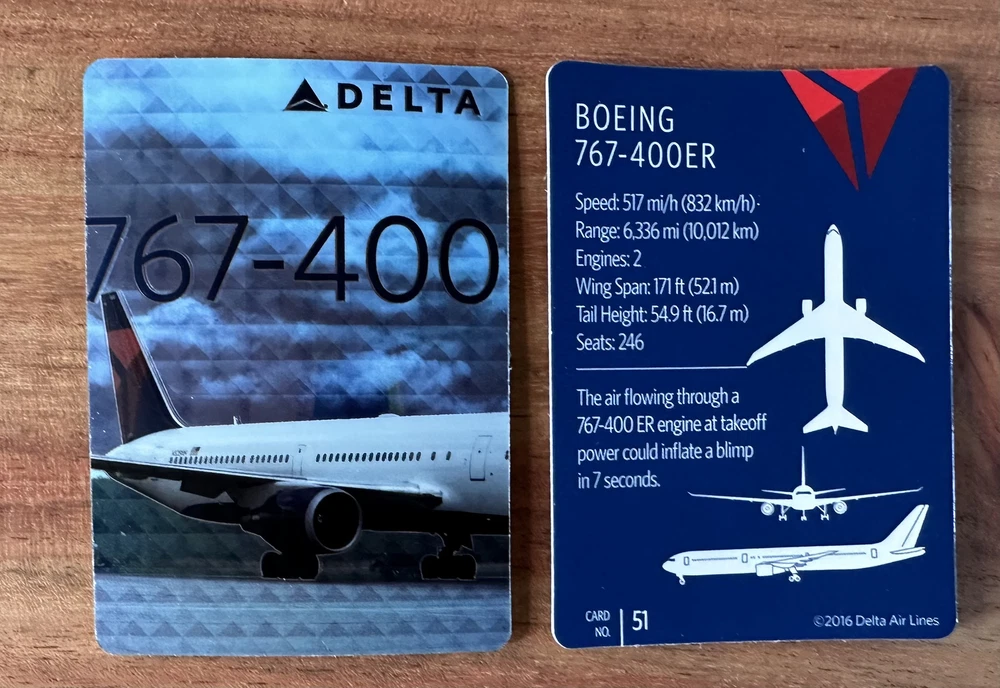 DELTA
767-400
BOEING
767-400ER
Speed: 517 mi/h (832 km/h)
Range: 6,336 mi (10,012 km)
Engines: 2
Wing Span: 171 ft (52.1 m)
Tail Height: 54.9 ft (16.7 m)
Seats: 246
The air flowing through a
767-400 ER engine at takeoff
power could inflate a blimp
in 7 seconds.
CARD
NO.
51
©2016 Delta Air Lines